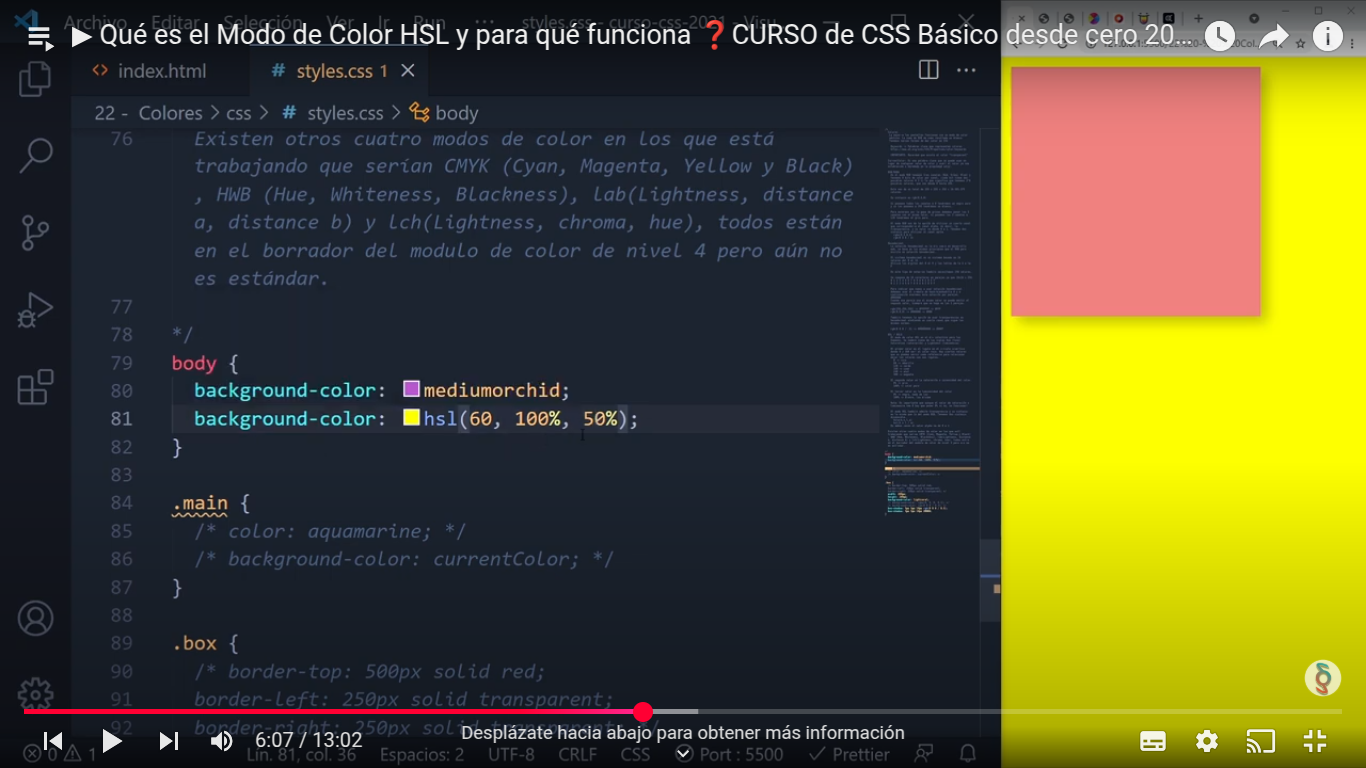 Archivo Editar Selección Ver Ir Run ··· styles.css - curso-css-2021 - Visu
▶ Qué es el Modo de Color HSL y para qué funciona ❓CURSO de CSS Básico desde cero 20...
<> index.html
# styles.css 1 ×
22 - Colores > css > # styles.css > body
76 Existen otros cuatro modos de color en los que está
trabajando que serían CMYK (Cyan, Magenta, Yellow y Black)
, HWB (Hue, Whiteness, Blackness), lab(Lightness, distance
a, distance b) y lch(Lightness, chroma, hue), todos están
en el borrador del modulo de color de nivel 4 pero aún no
es estándar.
77
78 */
79 body {
80 background-color: mediumorchid;
81 background-color: hsl(60, 100%, 50%);
82 }
83
84 .main {
85 /* color: aquamarine; */
86 /* background-color: currentColor; */
87 }
88
89 .box {
90 /* border-top: 500px solid red;
91 border-left: 250px solid transparent;
92 border-right: 250px solid transparent; */
6:07 / 13:02
Desplázate hacia abajo para obtener más información
0 1 Lín. 81, col. 36 Espacios: 2 UTF-8 CRLF CSS Port : 5500 ✓ Prettier